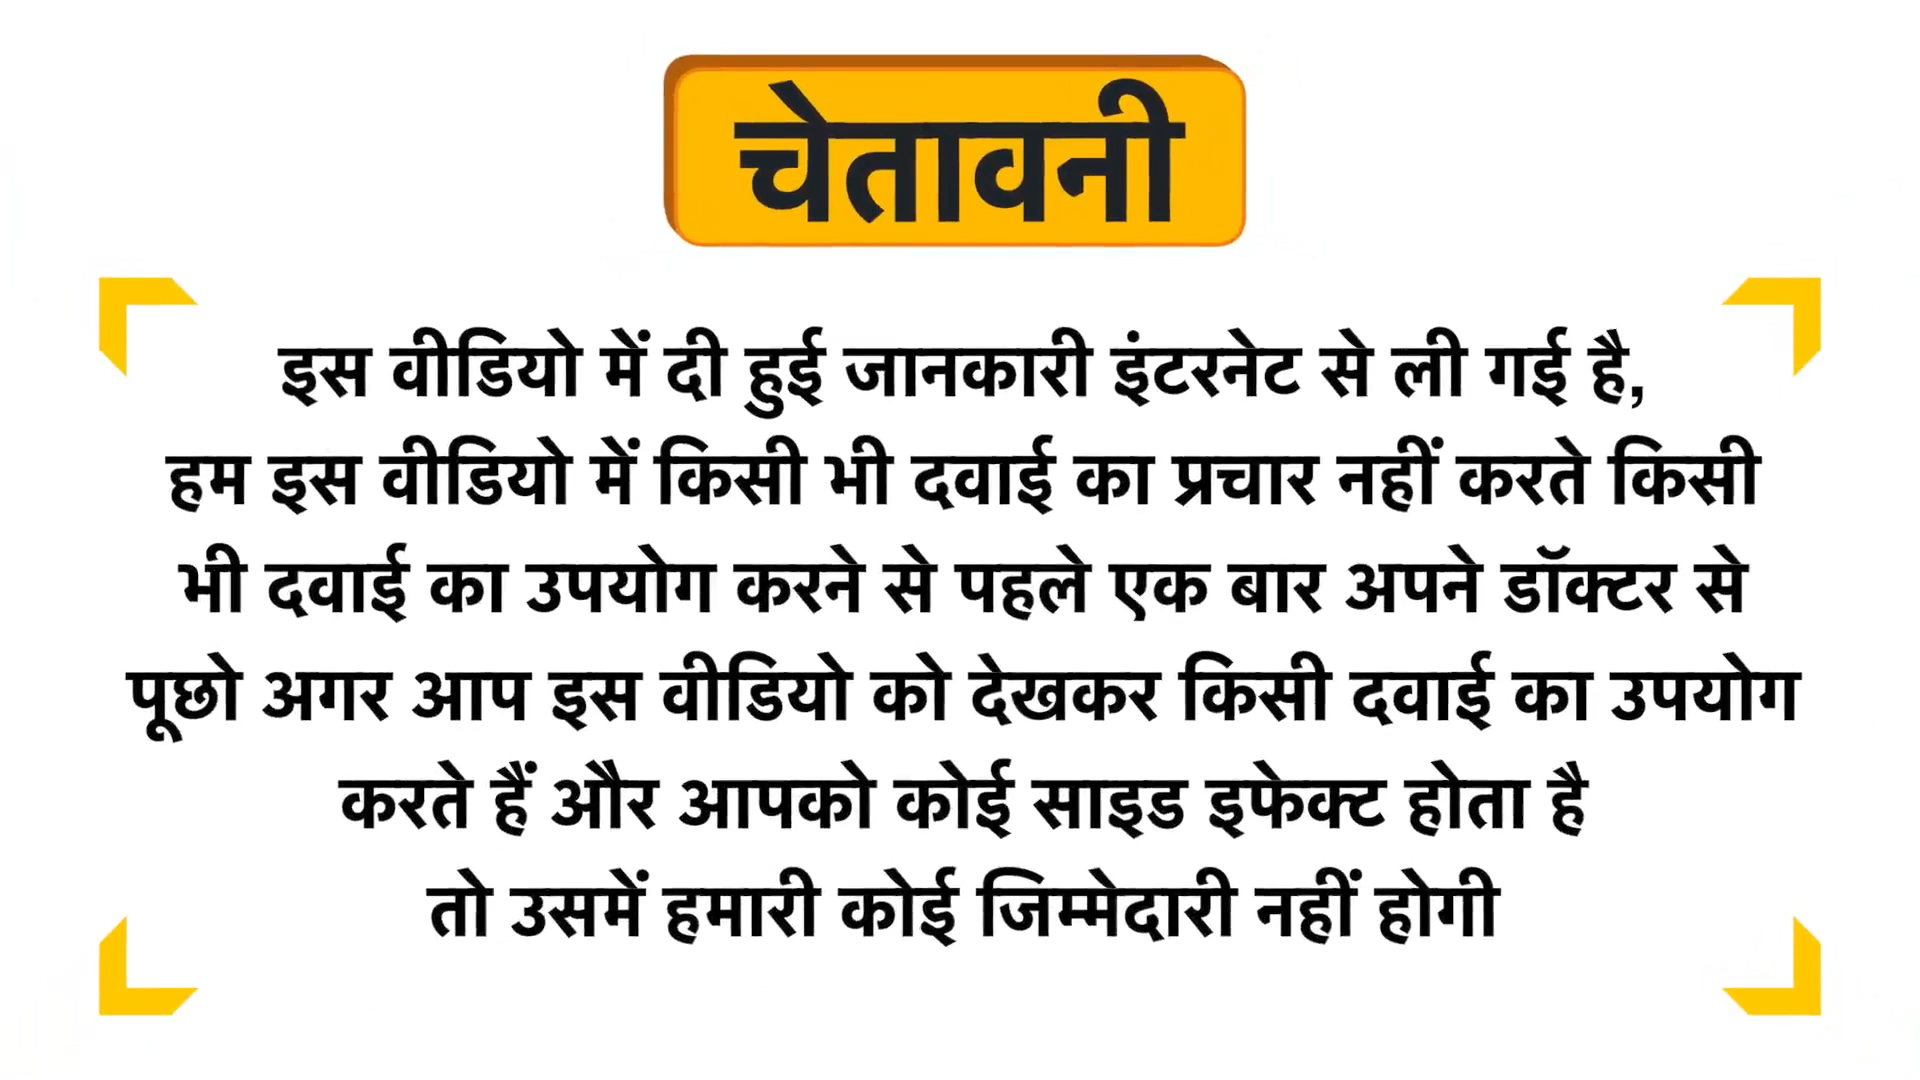 चेतावनी
इस वीडियो में दी हुई जानकारी इंटरनेट से ली गई है,
हम इस वीडियो में किसी भी दवाई का प्रचार नहीं करते किसी
भी दवाई का उपयोग करने से पहले एक बार अपने डॉक्टर से
पूछो अगर आप इस वीडियो को देखकर किसी दवाई का उपयोग
करते हैं और आपको कोई साइड इफेक्ट होता है
तो उसमें हमारी कोई जिम्मेदारी नहीं होगी